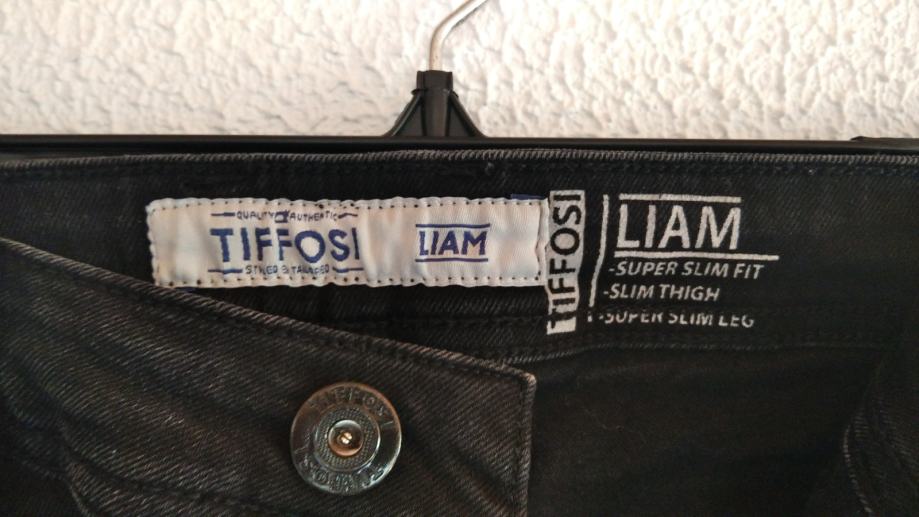 QUALITY AUTHENTIC
TIFFOSI
STYLED & TAILORED
LIAM
TIFFOSI
LIAM
-SUPER SLIM FIT
-SLIM THIGH
-SUPER SLIM LEG
TIFFOSI